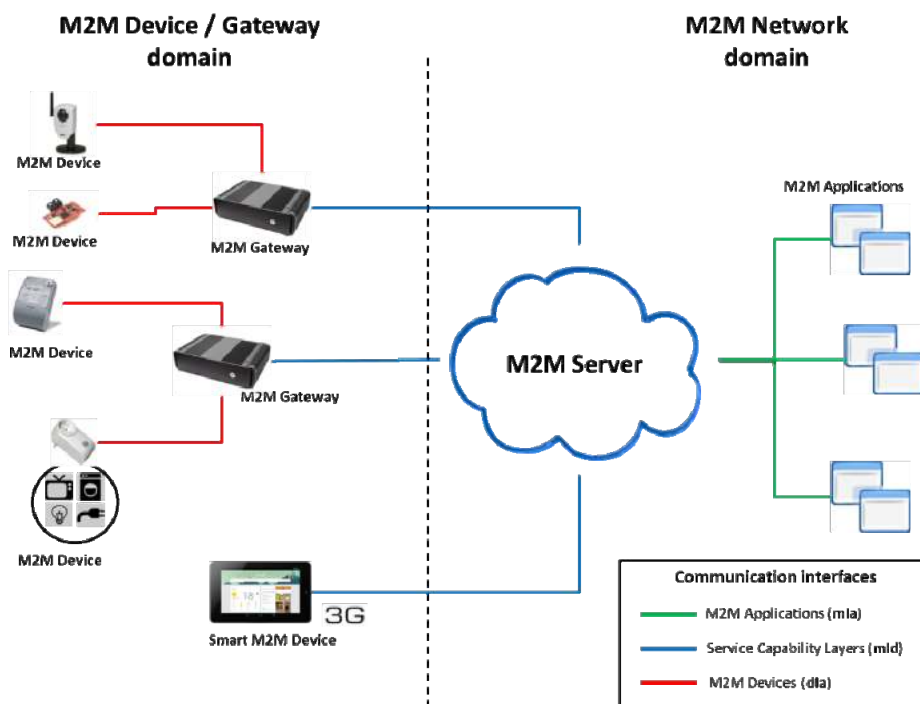 M2M Device / Gateway
domain
M2M Network
domain
M2M Device
M2M Device
M2M Gateway
M2M Applications
M2M Device
M2M Gateway
M2M Server
M2M Device
3G
Smart M2M Device
Communication interfaces
M2M Applications (mIa)
Service Capability Layers (mId)
M2M Devices (dIa)